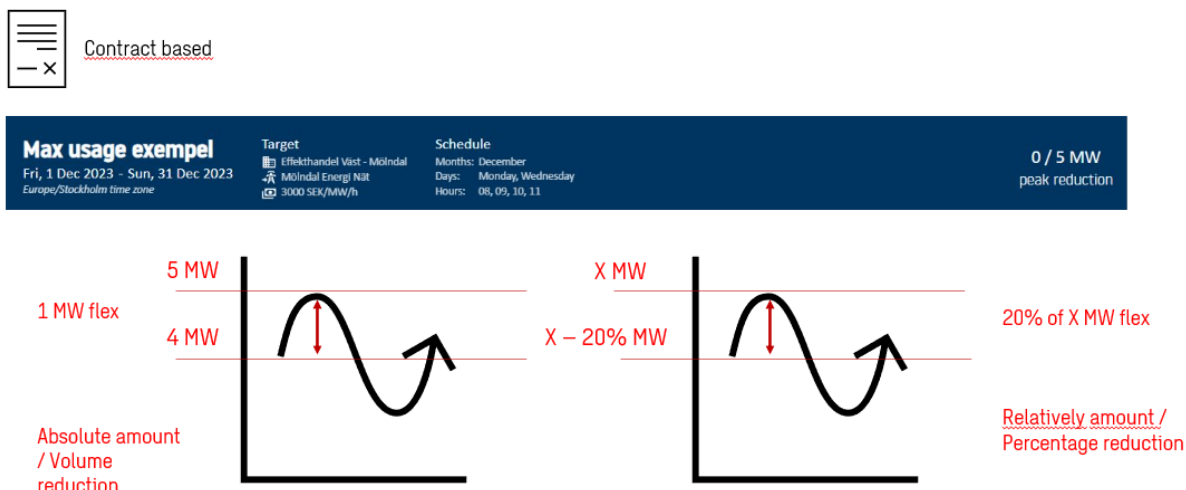 Contract based
Max usage exempel
Fri, 1 Dec 2023 - Sun, 31 Dec 2023
Europe/Stockholm time zone
Target
Effekthandel Väst - Mölndal
Mölndal Energi Nät
3000 SEK/MW/h
Schedule
Months: December
Days: Monday, Wednesday
Hours: 08, 09, 10, 11
0 / 5 MW
peak reduction
5 MW
1 MW flex
4 MW
Absolute amount
/ Volume
reduction
X MW
X – 20% MW
20% of X MW flex
Relatively amount /
Percentage reduction